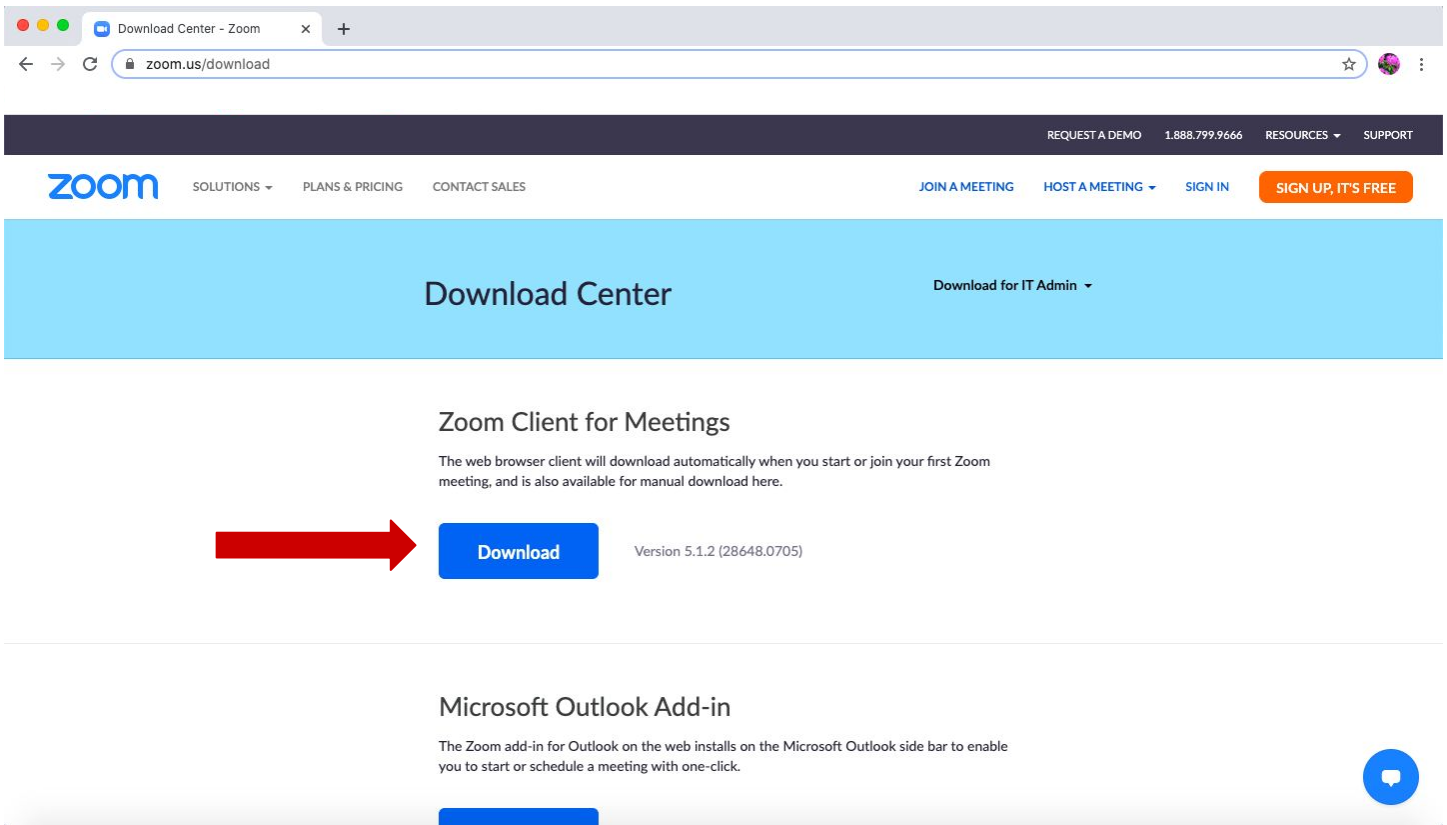 Download Center - Zoom
zoom.us/download
REQUEST A DEMO 1.888.799.9666 RESOURCES SUPPORT
zoom SOLUTIONS PLANS & PRICING CONTACT SALES JOIN A MEETING HOST A MEETING SIGN IN SIGN UP, IT'S FREE
Download Center Download for IT Admin
Zoom Client for Meetings
The web browser client will download automatically when you start or join your first Zoom
meeting, and is also available for manual download here.
Download Version 5.1.2 (28648.0705)
Microsoft Outlook Add-in
The Zoom add-in for Outlook on the web installs on the Microsoft Outlook side bar to enable
you to start or schedule a meeting with one-click.